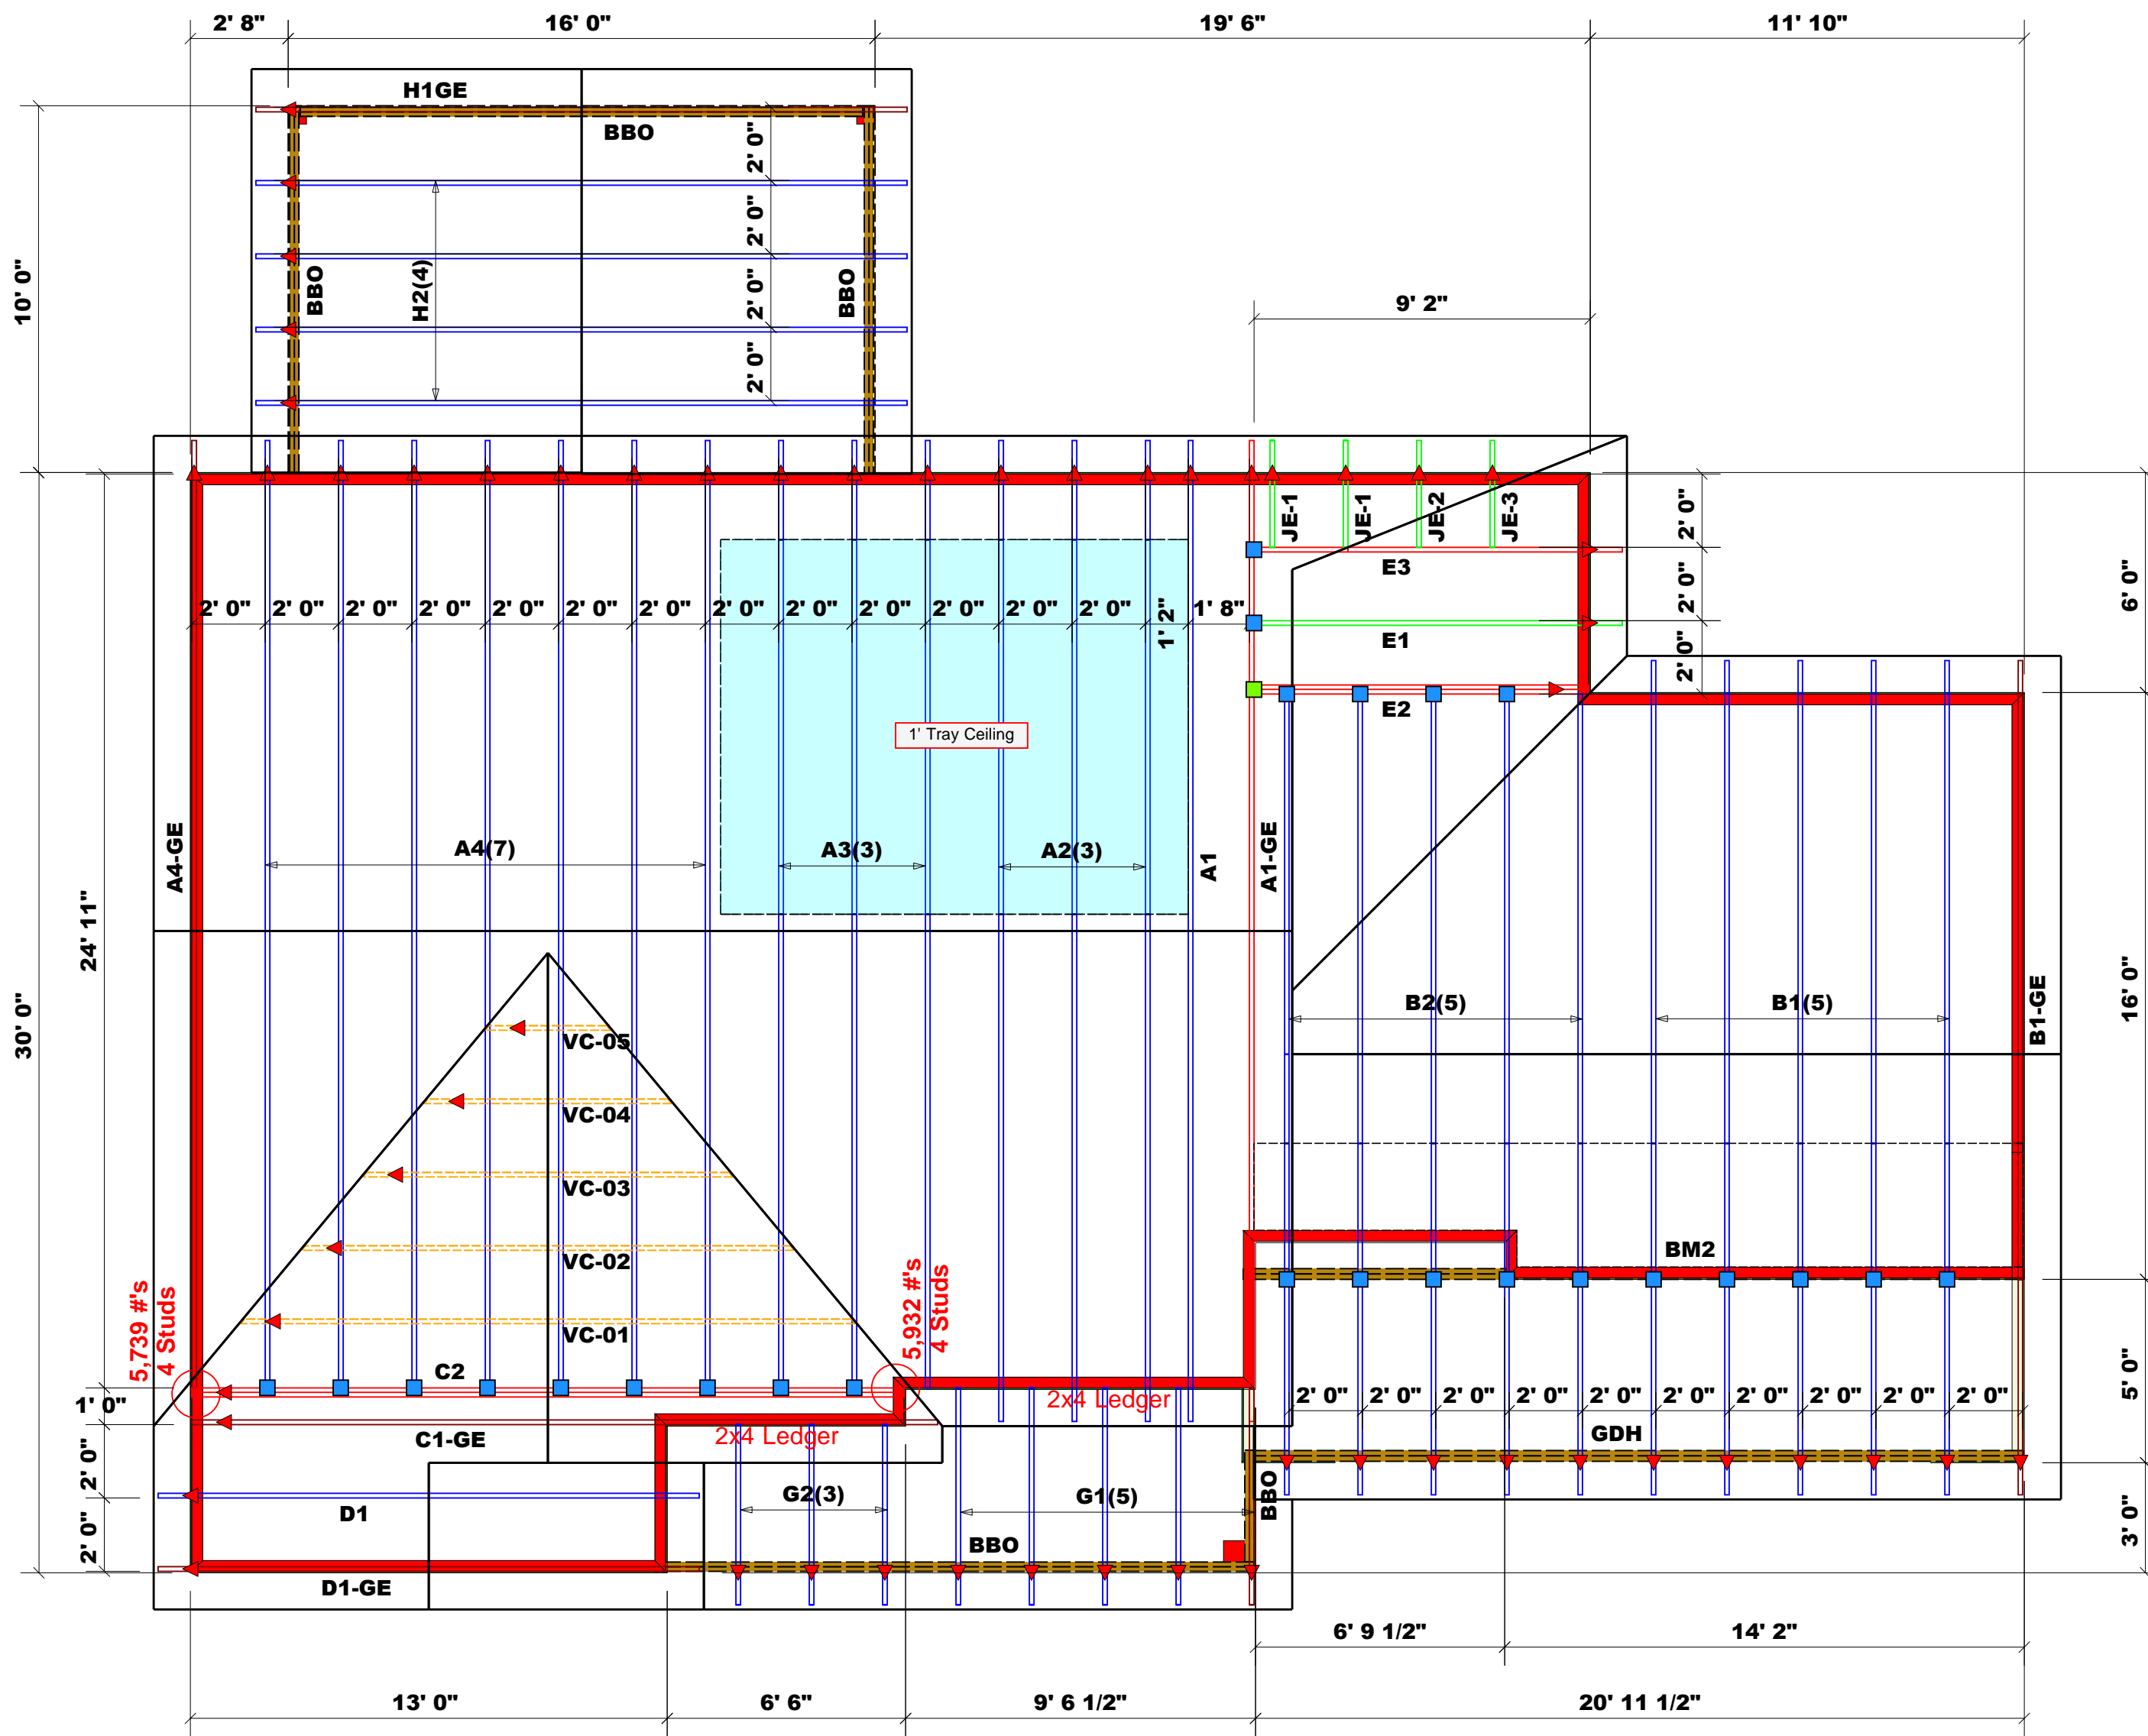 2' 8"
16' 0"
19' 6"
11' 10"
H1GE
BBO
2' 0"
2' 0"
2' 0"
2' 0"
BBO
H2(4)
BBO
10' 0"
9' 2"
JE-1
JE-1
JE-2
JE-3
2' 0"
2' 0"
2' 0"
6' 0"
E3
E1
E2
2' 0"
2' 0"
2' 0"
2' 0"
2' 0"
2' 0"
2' 0"
2' 0"
2' 0"
2' 0"
2' 0"
2' 0"
2' 0"
1' 2"
1' 8"
1' Tray Ceiling
A4-GE
A4(7)
A3(3)
A2(3)
A1
A1-GE
24' 11"
30' 0"
B2(5)
B1(5)
B1-GE
16' 0"
VC-05
VC-04
VC-03
VC-02
VC-01
BM2
5,739 #'s
4 Studs
5,932 #'s
4 Studs
C2
2x4 Ledger
2x4 Ledger
C1-GE
1' 0"
2' 0"
2' 0"
2' 0"
2' 0"
2' 0"
2' 0"
2' 0"
2' 0"
2' 0"
2' 0"
2' 0"
2' 0"
5' 0"
GDH
G2(3)
G1(5)
BBO
BBO
D1
D1-GE
3' 0"
6' 9 1/2"
14' 2"
13' 0"
6' 6"
9' 6 1/2"
20' 11 1/2"